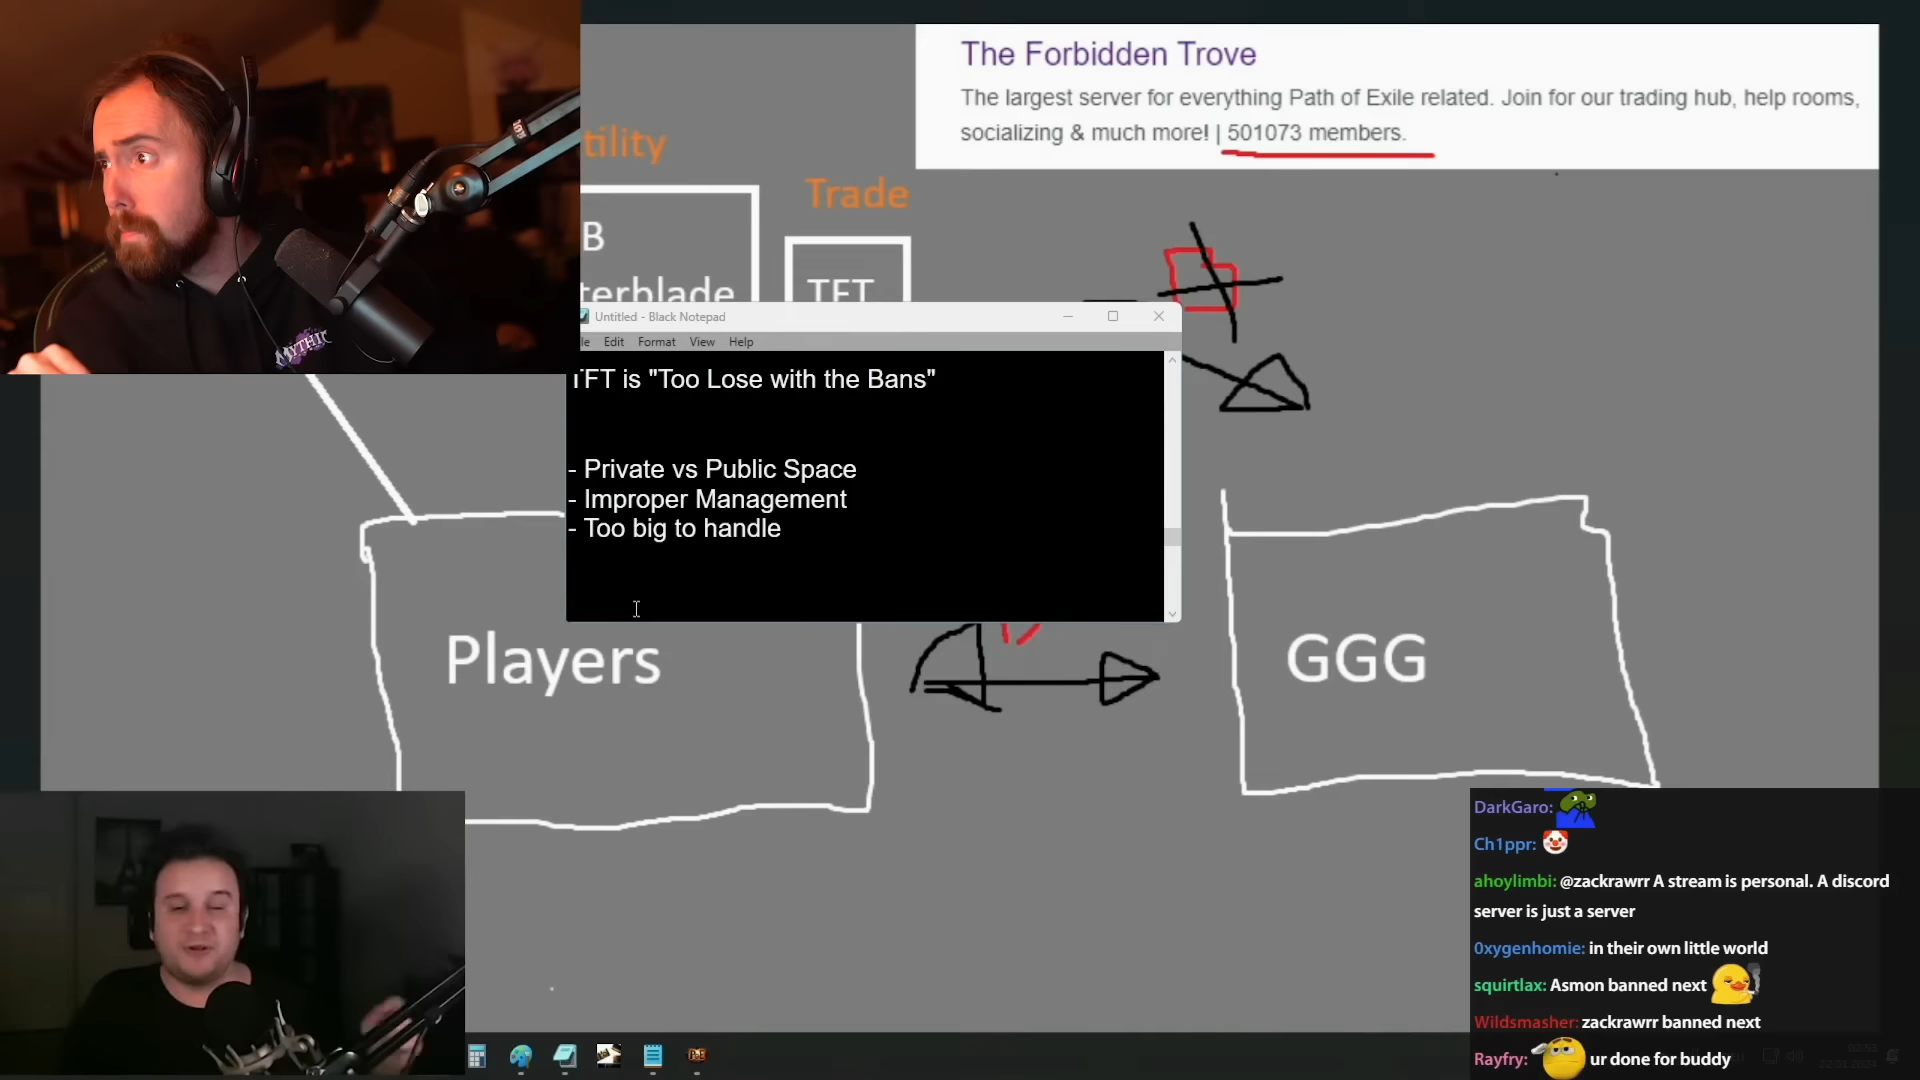 The Forbidden Trove
The largest server for everything Path of Exile related. Join for our trading hub, help rooms,
socializing & much more! | 501073 members.
tility
Trade
B
terblade
TFT
Untitled - Black Notepad
le Edit Format View Help
TFT is "Too Lose with the Bans"
- Private vs Public Space
- Improper Management
- Too big to handle
Players
GGG
MYTHIC
DarkGaro:
Ch1ppr:
ahoylimbi: @zackrawrr A stream is personal. A discord
server is just a server
0xygenhomie: in their own little world
squirtlax: Asmon banned next
Wildsmasher: zackrawrr banned next
Rayfry: ur done for buddy